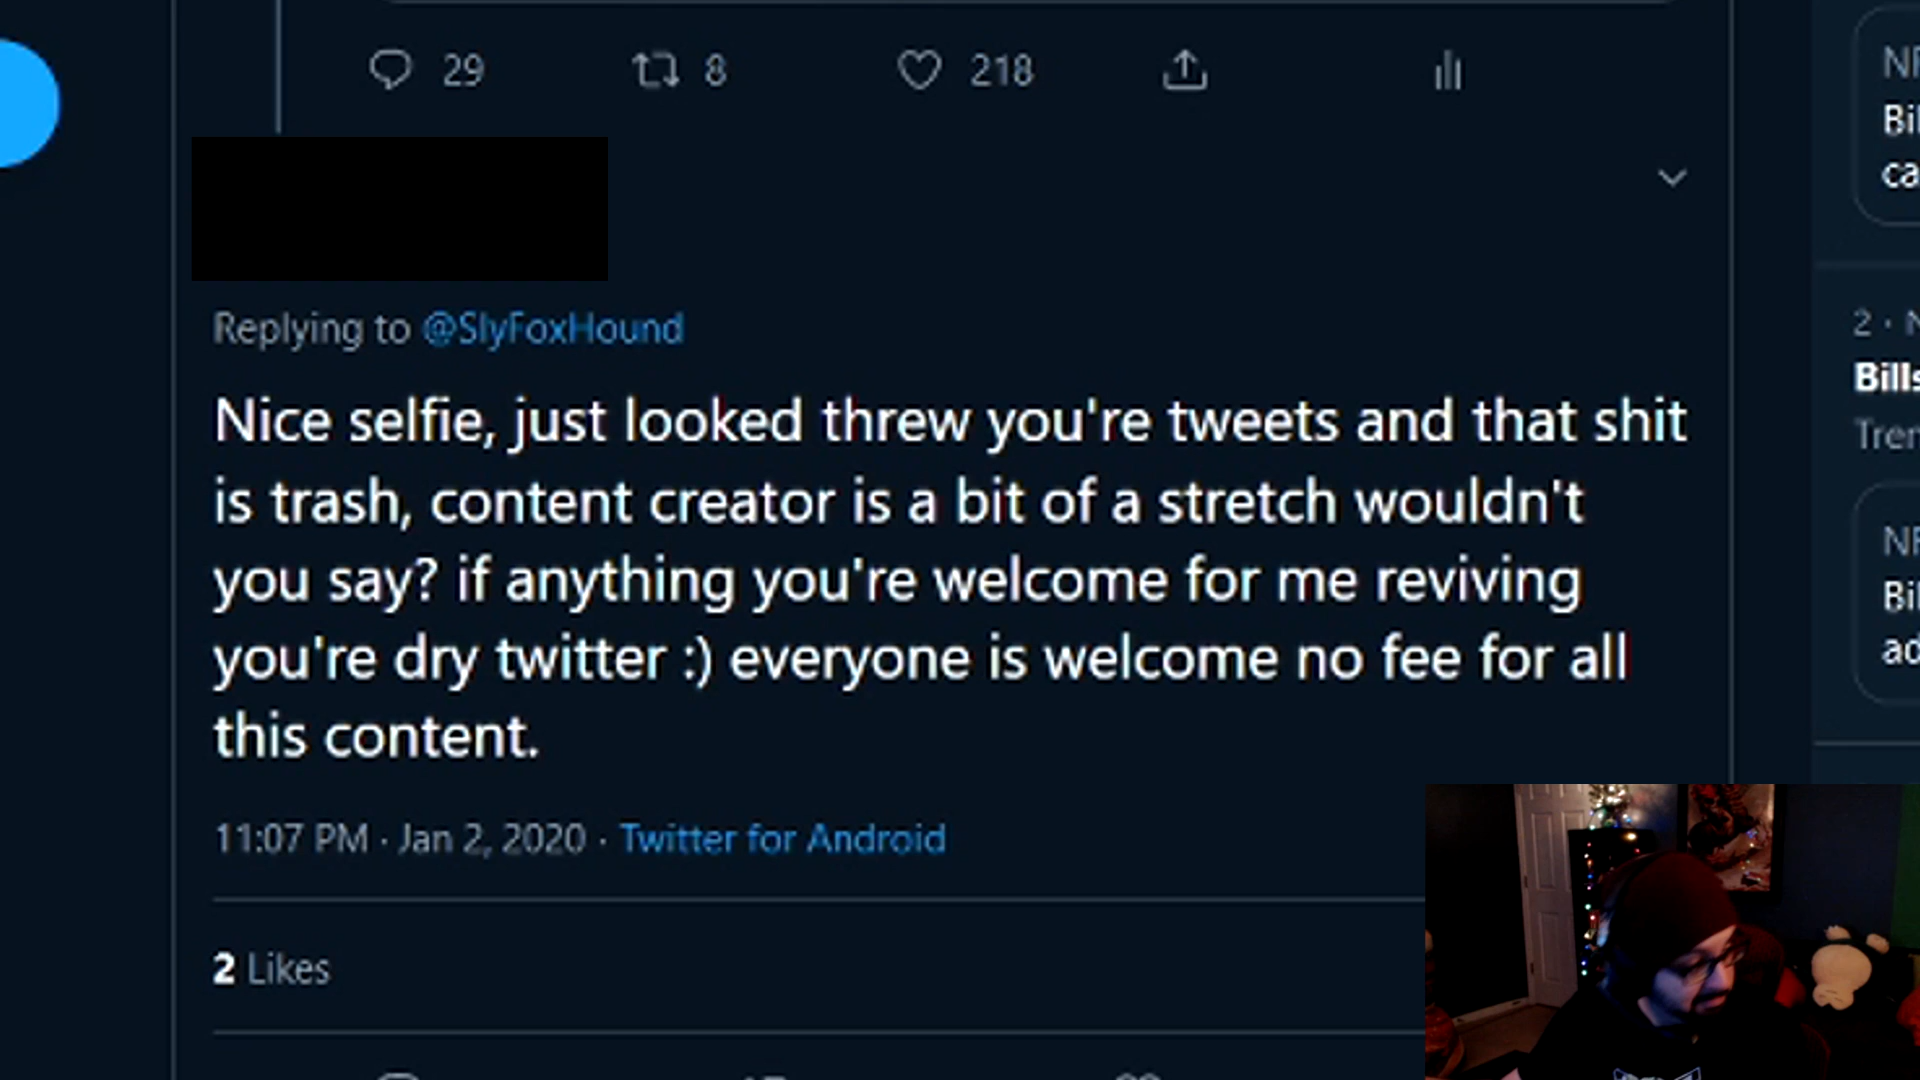 29 8 218
Replying to @SlyFoxHound
Nice selfie, just looked threw you're tweets and that shit
is trash, content creator is a bit of a stretch wouldn't
you say? if anything you're welcome for me reviving
you're dry twitter :) everyone is welcome no fee for all
this content.
11:07 PM · Jan 2, 2020 · Twitter for Android
2 Likes
2 ·
Bills